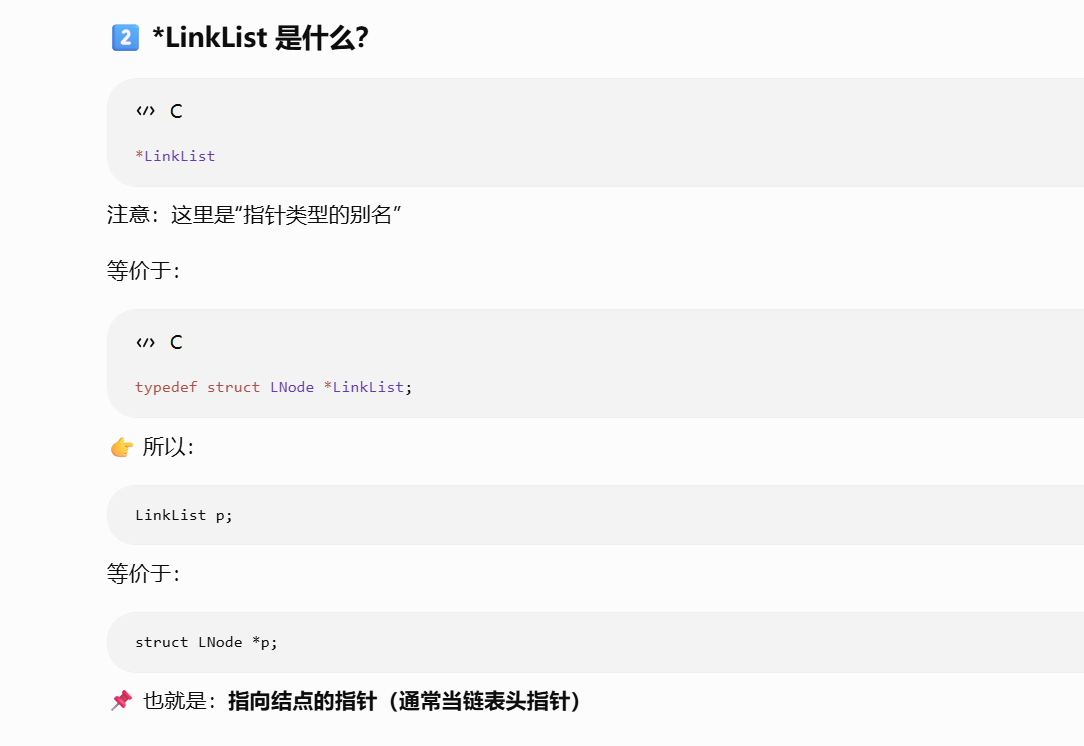 2 *LinkList 是什么?
C
*LinkList
注意：这里是“指针类型的别名”
等价于：
C
typedef struct LNode *LinkList;
👉 所以：
LinkList p;
等价于：
struct LNode *p;
📌 也就是：指向结点的指针（通常当链表头指针）